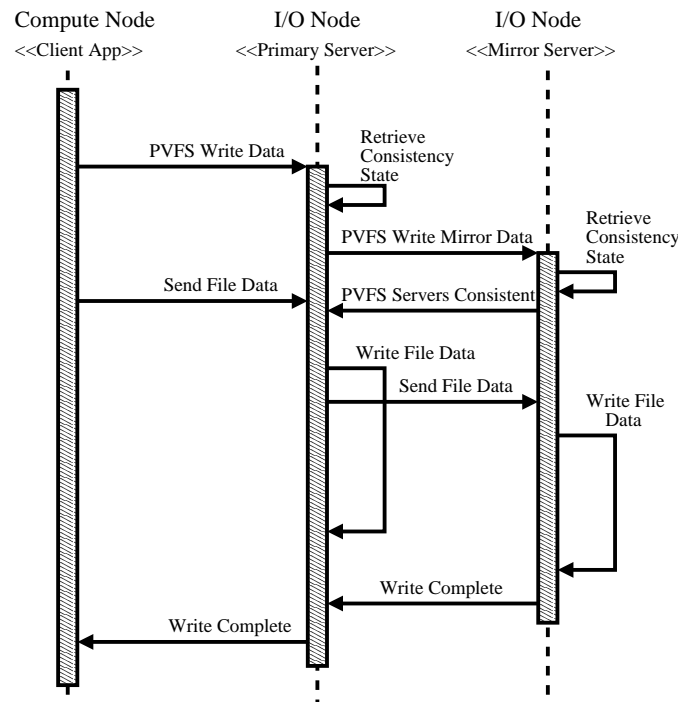 Compute Node
I/O Node
I/O Node
<<Client App>>
<<Primary Server>>
<<Mirror Server>>
PVFS Write Data
Retrieve
Consistency
State
PVFS Write Mirror Data
Retrieve
Consistency
State
Send File Data
PVFS Servers Consistent
Write File Data
Send File Data
Write File
Data
Write Complete
Write Complete